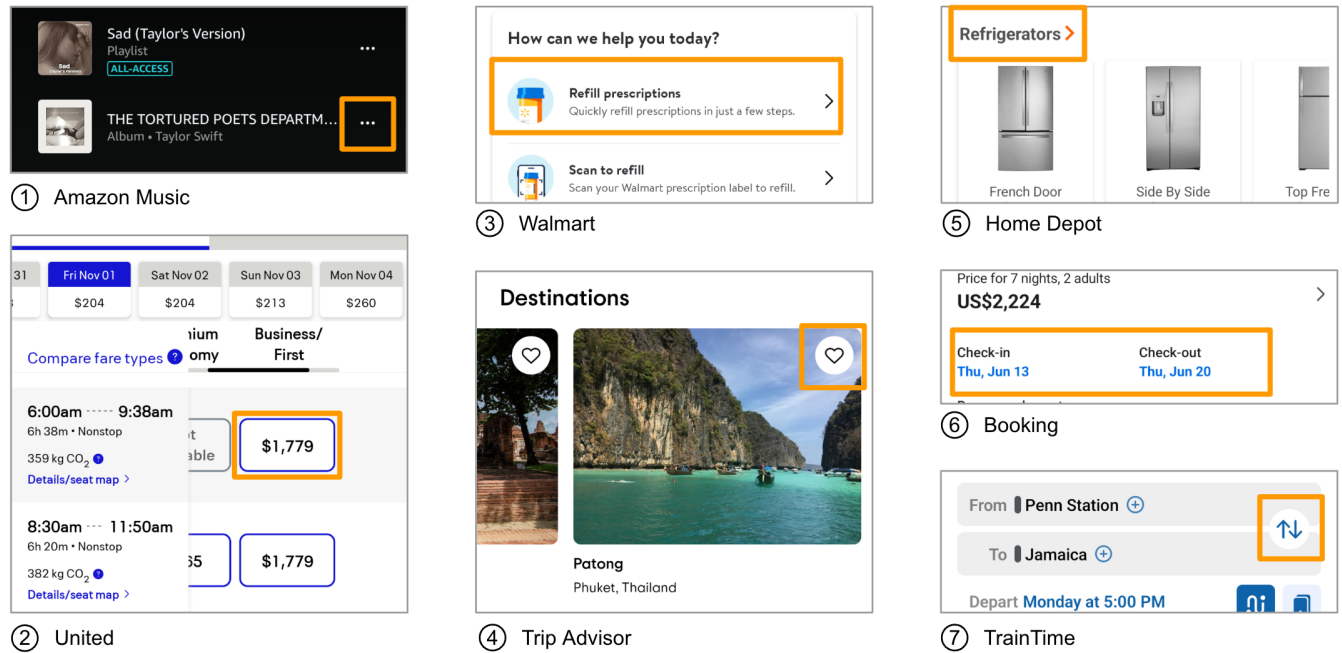 Sad (Taylor's Version)
Playlist
ALL-ACCESS
THE TORTURED POETS DEPARTM...
Album • Taylor Swift
1 Amazon Music
31 Fri Nov 01 Sat Nov 02 Sun Nov 03 Mon Nov 04
$204 $204 $213 $260
Compare fare types ?
nium
omy
Business/
First
6:00am ----- 9:38am
6h 38m • Nonstop
359 kg CO2 ?
Details/seat map >
able
$1,779
8:30am --- 11:50am
6h 20m • Nonstop
382 kg CO2 ?
Details/seat map >
$1,779
2 United
How can we help you today?
Refill prescriptions
Quickly refill prescriptions in just a few steps.
Scan to refill
Scan your Walmart prescription label to refill.
3 Walmart
Destinations
Patong
Phuket, Thailand
4 Trip Advisor
Refrigerators >
French Door Side By Side Top Fre
5 Home Depot
Price for 7 nights, 2 adults
US$2,224
Check-in Check-out
Thu, Jun 13 Thu, Jun 20
6 Booking
From Penn Station
To Jamaica
Depart Monday at 5:00 PM
7 TrainTime